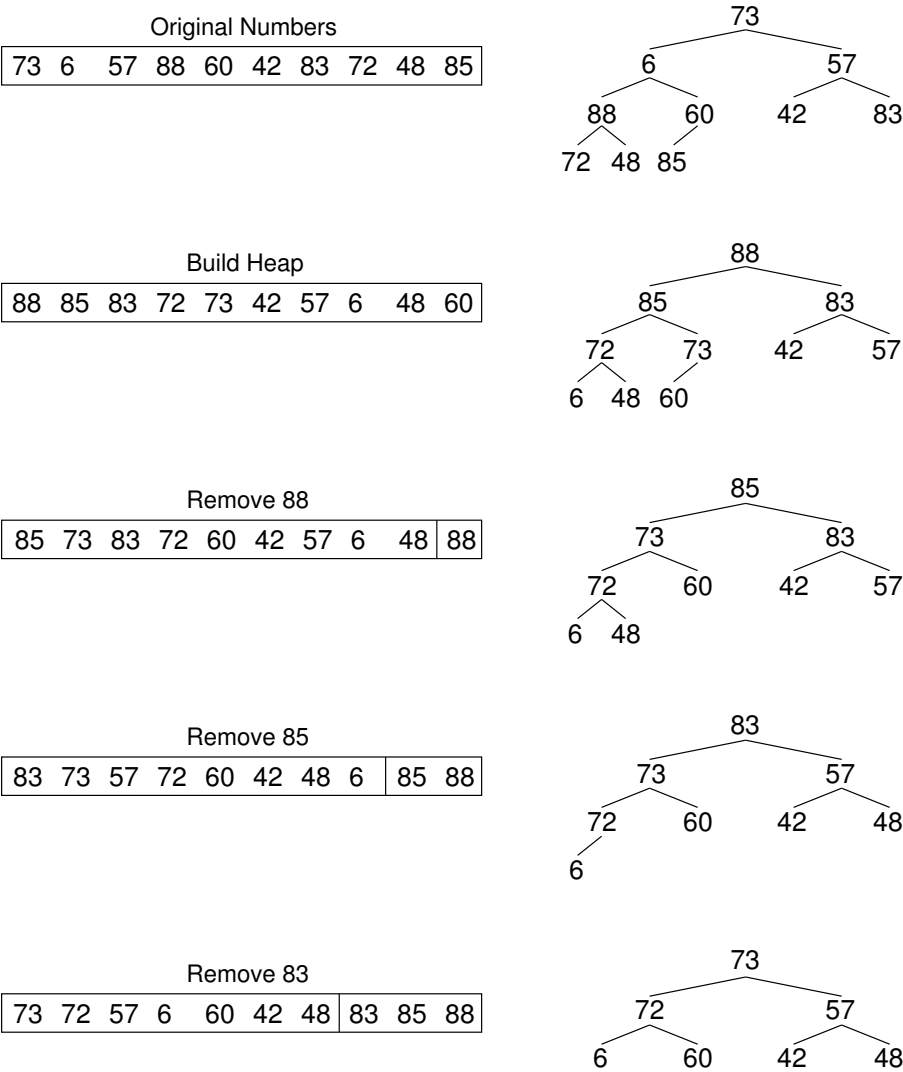 Original Numbers
73 6 57 88 60 42 83 72 48 85
73
6 57
88 60 42 83
72 48 85
Build Heap
88 85 83 72 73 42 57 6 48 60
88
85 83
72 73 42 57
6 48 60
Remove 88
85 73 83 72 60 42 57 6 48 88
85
73 83
72 60 42 57
6 48
Remove 85
83 73 57 72 60 42 48 6 85 88
83
73 57
72 60 42 48
6
Remove 83
73 72 57 6 60 42 48 83 85 88
73
72 57
6 60 42 48